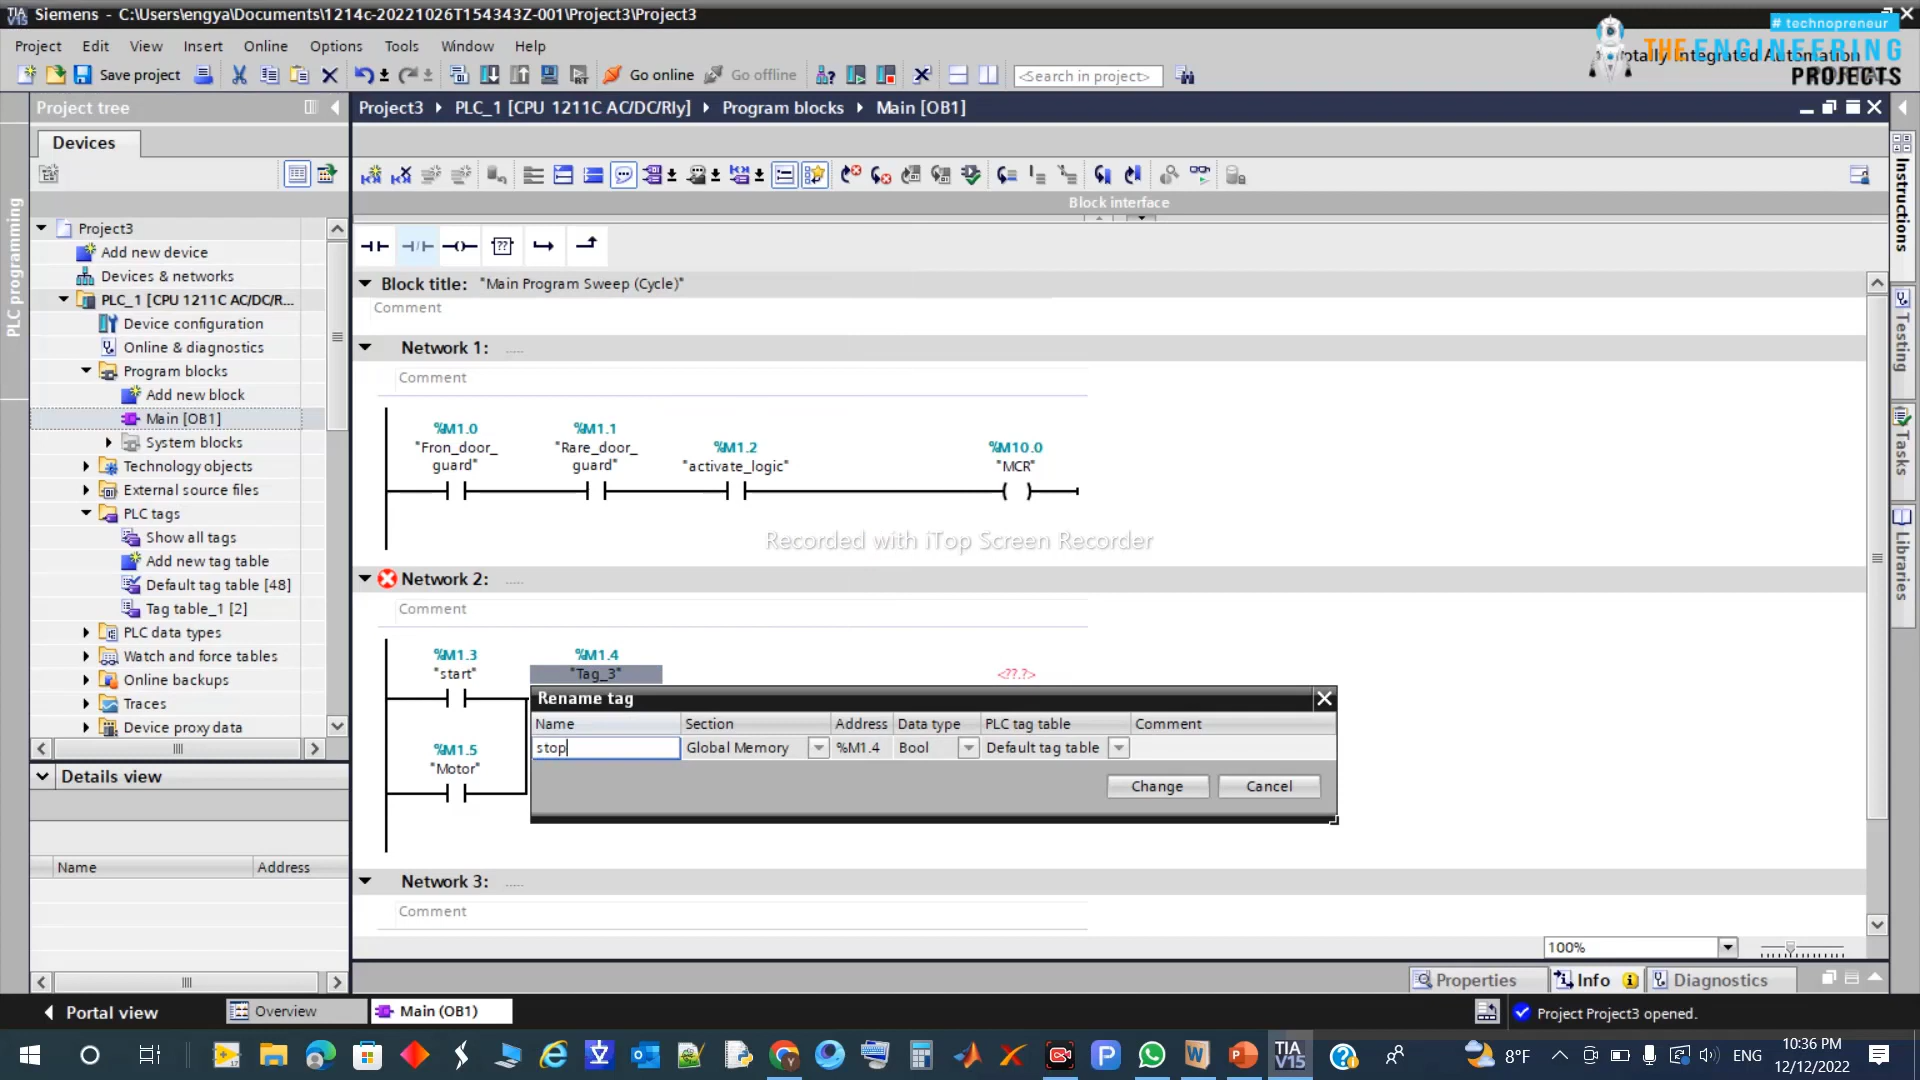 Siemens - C:\Users\engya\Documents\1214c-20221026T154343Z-001\Project3\Project3
# technopreneur
THE ENGINEERING
PROJECTS
Project Edit View Insert Online Options Tools Window Help
Totally Integrated Automation
Save project
Go online
Go offline
<Search in project>
Project tree
Project3 PLC_1 [CPU 1211C AC/DC/Rly] Program blocks Main [OB1]
Devices
Block interface
PLC programming
Project3
Add new device
Devices & networks
PLC_1 [CPU 1211C AC/DC/R...
Device configuration
Online & diagnostics
Program blocks
Add new block
Main [OB1]
System blocks
Technology objects
External source files
PLC tags
Show all tags
Add new tag table
Default tag table [48]
Tag table_1 [2]
PLC data types
Watch and force tables
Online backups
Traces
Device proxy data
Details view
Name Address
??
Block title: "Main Program Sweep (Cycle)"
Comment
Network 1: .....
Comment
%M1.0
"Fron_door_
guard"
%M1.1
"Rare_door_
guard"
%M1.2
"activate_logic"
%M10.0
"MCR"
Recorded with iTop Screen Recorder
Network 2: .....
Comment
%M1.3
"start"
%M1.4
"Tag_3"
<??.?>
%M1.5
"Motor"
Rename tag
Name Section Address Data type PLC tag table Comment
stop Global Memory %M1.4 Bool Default tag table
Change Cancel
Network 3: .....
Comment
100%
Properties Info Diagnostics
Instructions
Testing
Tasks
Libraries
Portal view Overview Main (OB1)
Project Project3 opened.
TIA
V15
8°F
ENG
10:36 PM
12/12/2022